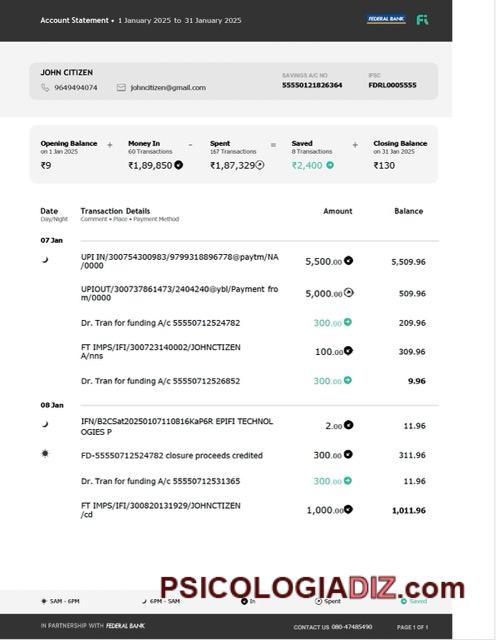 Account Statement • 1 January 2025 to 31 January 2025
FEDERAL BANK Fi
JOHN CITIZEN
9649494074 johncitizen@gmail.com
SAVINGS A/C NO IFSC
55550121826364 FDRL0005555
Opening Balance + Money In - Spent = Saved + Closing Balance
on 1 Jan 2025 60 Transactions 167 Transactions 8 Transactions on 31 Jan 2025
₹9 ₹1,89,850 ₹1,87,329 ₹2,400 ₹130
Date Transaction Details Amount Balance
Day/Night Comment • Place • Payment Method
07 Jan
UPI IN/300754300983/9799318896778@paytm/NA
/0000 5,500.00 5,509.96
UPIOUT/300737861473/2404240@ybl/Payment fro
m/0000 5,000.00 509.96
Dr. Tran for funding A/c 55550712524782 300.00 209.96
FT IMPS/IFI/300723140002/JOHNCTIZEN
A/nns 100.00 309.96
Dr. Tran for funding A/c 55550712526852 300.00 9.96
08 Jan
IFN/B2CSat20250107110816KaP6R EPIFI TECHNOL
OGIES P 2.00 11.96
FD-55550712524782 closure proceeds credited 300.00 311.96
Dr. Tran for funding A/c 55550712531365 300.00 11.96
FT IMPS/IFI/300820131929/JOHNCTIZEN
/cd 1,000.00 1,011.96
PSICOLOGIADIZ.com
5AM - 6PM 6PM - 5AM In Spent Saved
IN PARTNERSHIP WITH FEDERAL BANK CONTACT US 080-47485490 PAGE 1 OF 1